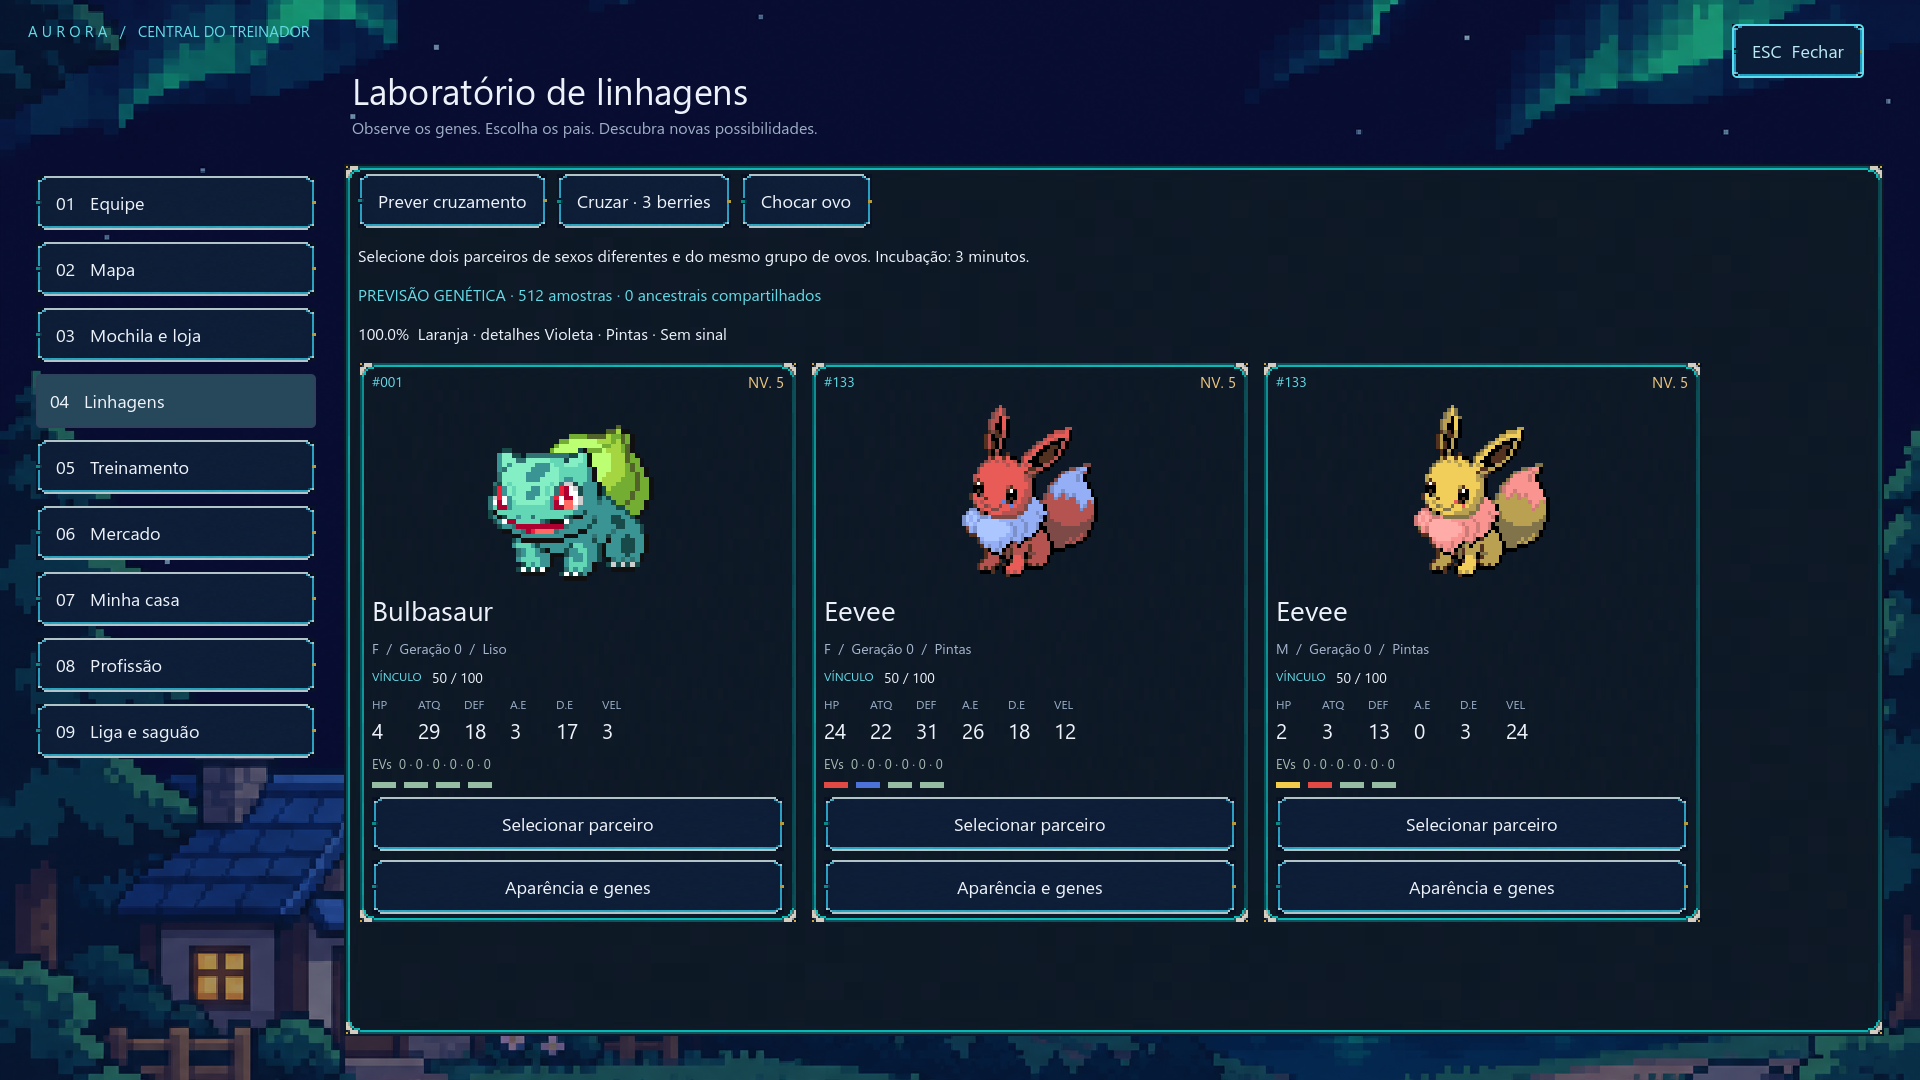 AURORA / CENTRAL DO TREINADOR
ESC Fechar
Laboratório de linhagens
Observe os genes. Escolha os pais. Descubra novas possibilidades.
01 Equipe
02 Mapa
03 Mochila e loja
04 Linhagens
05 Treinamento
06 Mercado
07 Minha casa
08 Profissão
09 Liga e saguão
Prever cruzamento
Cruzar · 3 berries
Chocar ovo
Selecione dois parceiros de sexos diferentes e do mesmo grupo de ovos. Incubação: 3 minutos.
PREVISÃO GENÉTICA · 512 amostras · 0 ancestrais compartilhados
100.0% Laranja · detalhes Violeta · Pintas · Sem sinal
#001 NV. 5
Bulbasaur
F / Geração 0 / Liso
VÍNCULO 50 / 100
HP ATQ DEF A.E D.E VEL
4 29 18 3 17 3
EVs 0 · 0 · 0 · 0 · 0 · 0
Selecionar parceiro
Aparência e genes
#133 NV. 5
Eevee
F / Geração 0 / Pintas
VÍNCULO 50 / 100
HP ATQ DEF A.E D.E VEL
24 22 31 26 18 12
EVs 0 · 0 · 0 · 0 · 0 · 0
Selecionar parceiro
Aparência e genes
#133 NV. 5
Eevee
M / Geração 0 / Pintas
VÍNCULO 50 / 100
HP ATQ DEF A.E D.E VEL
2 3 13 0 3 24
EVs 0 · 0 · 0 · 0 · 0 · 0
Selecionar parceiro
Aparência e genes